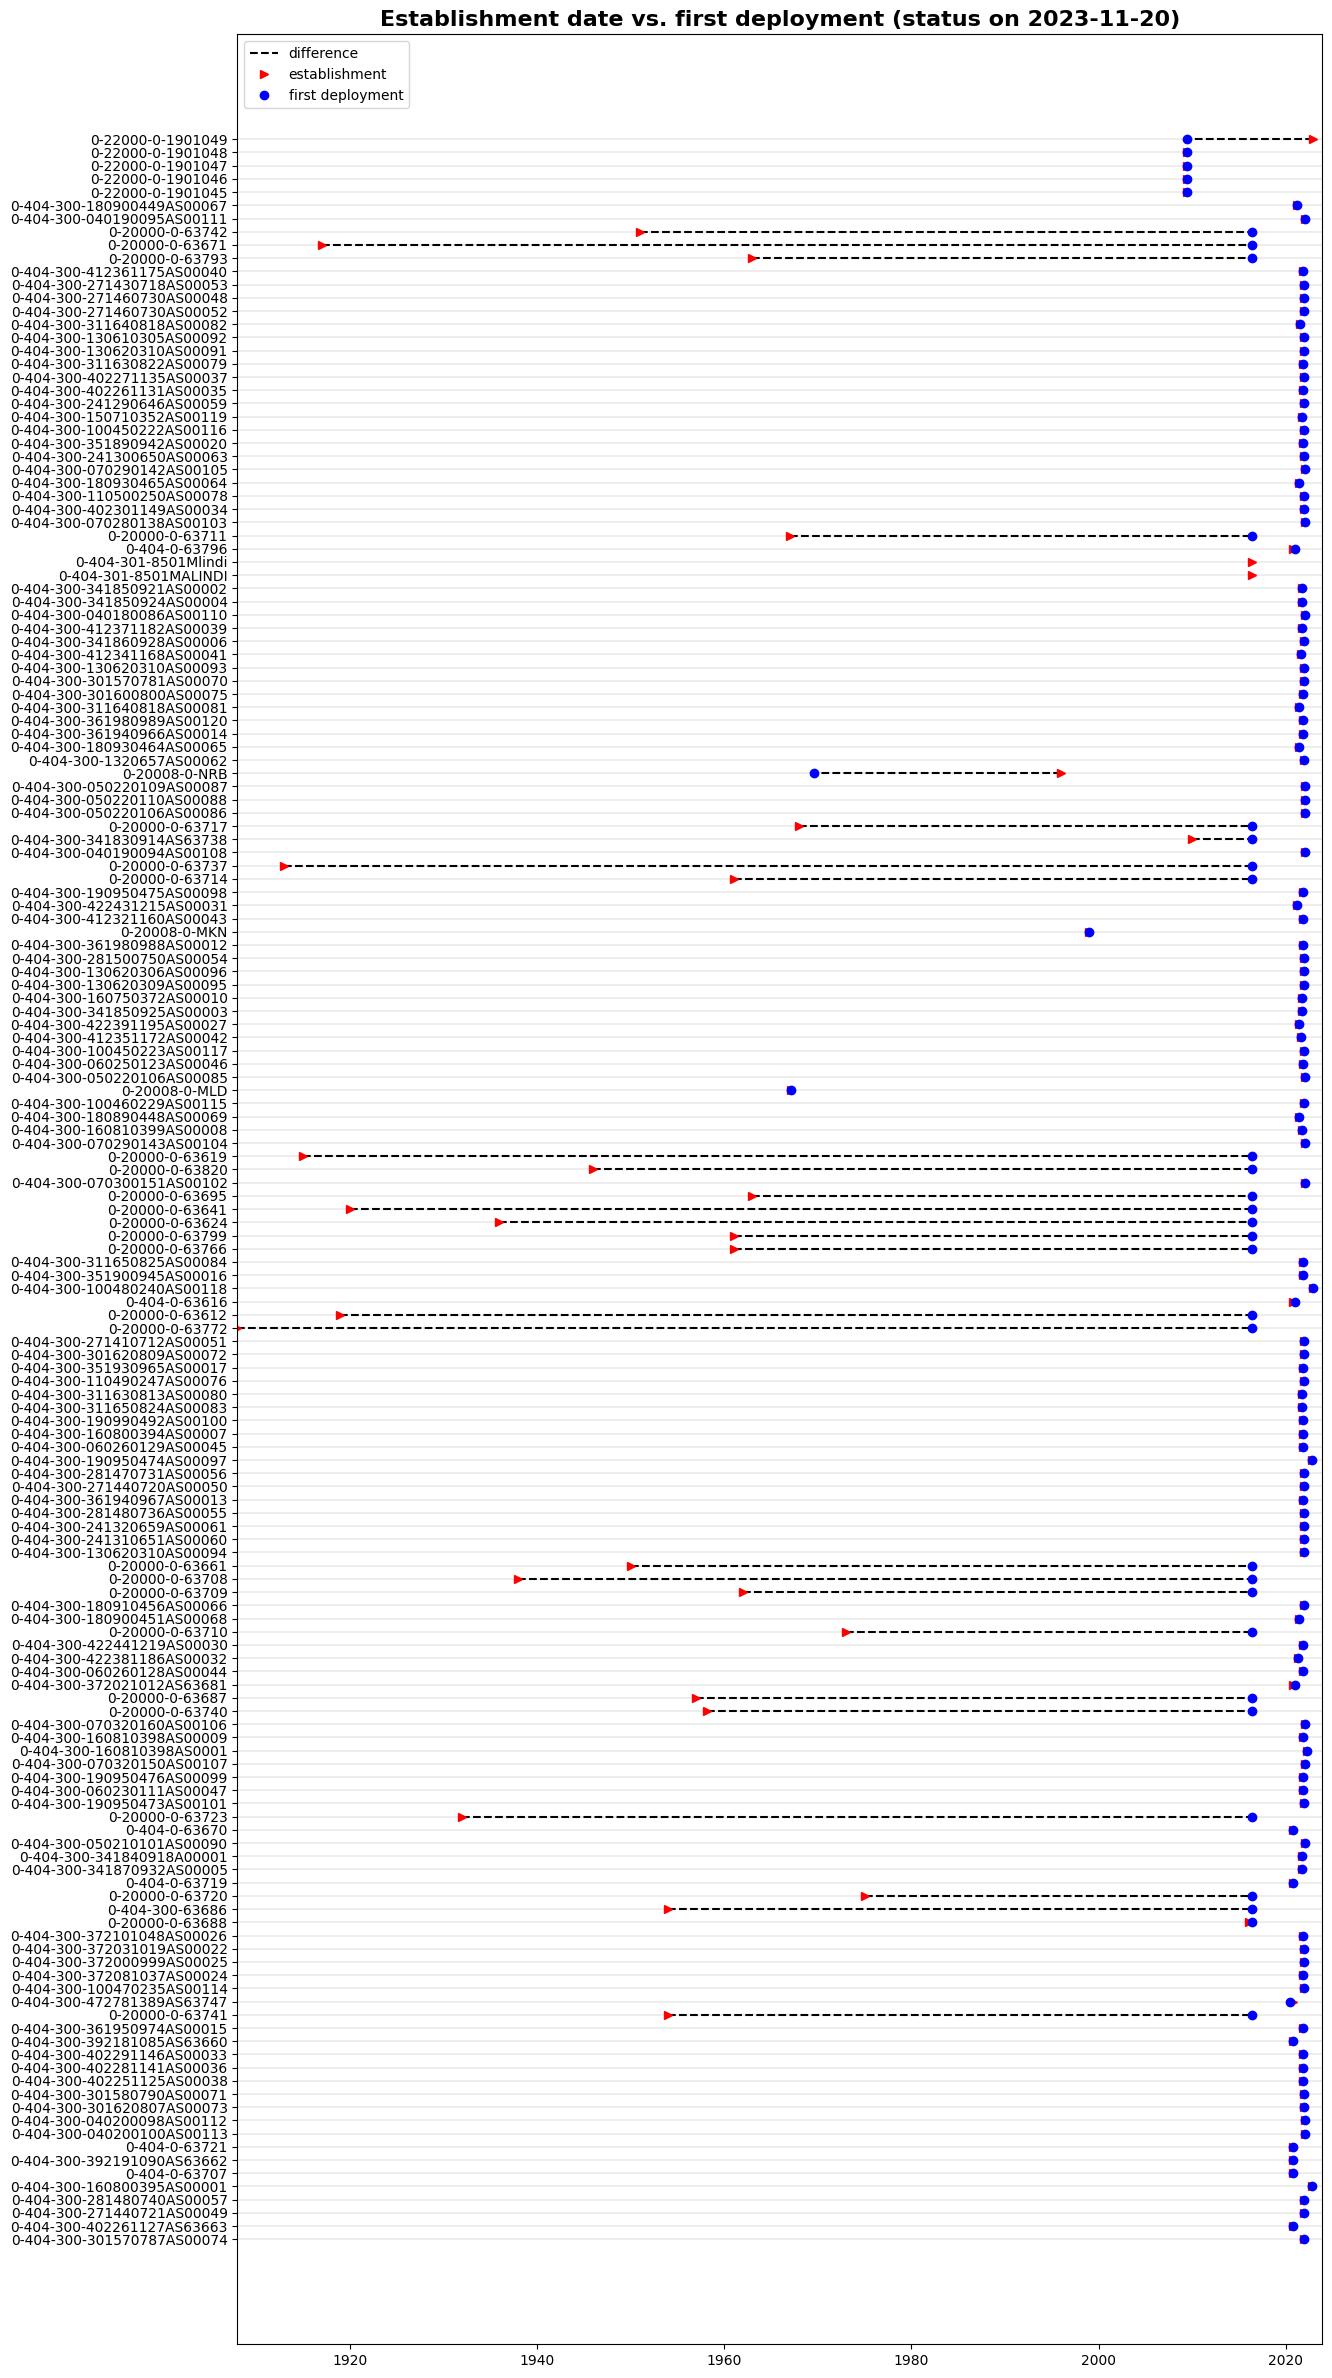 Establishment date vs. first deployment (status on 2023-11-20)
difference
establishment
first deployment
0-22000-0-1901049
0-22000-0-1901048
0-22000-0-1901047
0-22000-0-1901046
0-22000-0-1901045
0-404-300-180900449AS00067
0-404-300-040190095AS00111
0-20000-0-63742
0-20000-0-63671
0-20000-0-63793
0-404-300-412361175AS00040
0-404-300-271430718AS00053
0-404-300-271460730AS00048
0-404-300-271460730AS00052
0-404-300-311640818AS00082
0-404-300-130610305AS00092
0-404-300-130620310AS00091
0-404-300-311630822AS00079
0-404-300-402271135AS00037
0-404-300-402261131AS00035
0-404-300-241290646AS00059
0-404-300-150710352AS00119
0-404-300-100450222AS00116
0-404-300-351890942AS00020
0-404-300-241300650AS00063
0-404-300-070290142AS00105
0-404-300-180930465AS00064
0-404-300-110500250AS00078
0-404-300-402301149AS00034
0-404-300-070280138AS00103
0-20000-0-63711
0-404-0-63796
0-404-301-8501Mlindi
0-404-301-8501MALINDI
0-404-300-341850921AS00002
0-404-300-341850924AS00004
0-404-300-040180086AS00110
0-404-300-412371182AS00039
0-404-300-341860928AS00006
0-404-300-412341168AS00041
0-404-300-130620310AS00093
0-404-300-301570781AS00070
0-404-300-301600800AS00075
0-404-300-311640818AS00081
0-404-300-361980989AS00120
0-404-300-361940966AS00014
0-404-300-180930464AS00065
0-404-300-1320657AS00062
0-20008-0-NRB
0-404-300-050220109AS00087
0-404-300-050220110AS00088
0-404-300-050220106AS00086
0-20000-0-63717
0-404-300-341830914AS63738
0-404-300-040190094AS00108
0-20000-0-63737
0-20000-0-63714
0-404-300-190950475AS00098
0-404-300-422431215AS00031
0-404-300-412321160AS00043
0-20008-0-MKN
0-404-300-361980988AS00012
0-404-300-281500750AS00054
0-404-300-130620306AS00096
0-404-300-130620309AS00095
0-404-300-160750372AS00010
0-404-300-341850925AS00003
0-404-300-422391195AS00027
0-404-300-412351172AS00042
0-404-300-100450223AS00117
0-404-300-060250123AS00046
0-404-300-050220106AS00085
0-20008-0-MLD
0-404-300-100460229AS00115
0-404-300-180890448AS00069
0-404-300-160810399AS00008
0-404-300-070290143AS00104
0-20000-0-63619
0-20000-0-63820
0-404-300-070300151AS00102
0-20000-0-63695
0-20000-0-63641
0-20000-0-63624
0-20000-0-63799
0-20000-0-63766
0-404-300-311650825AS00084
0-404-300-351900945AS00016
0-404-300-100480240AS00118
0-404-0-63616
0-20000-0-63612
0-20000-0-63772
0-404-300-271410712AS00051
0-404-300-301620809AS00072
0-404-300-351930965AS00017
0-404-300-110490247AS00076
0-404-300-311630813AS00080
0-404-300-311650824AS00083
0-404-300-190990492AS00100
0-404-300-160800394AS00007
0-404-300-060260129AS00045
0-404-300-190950474AS00097
0-404-300-281470731AS00056
0-404-300-271440720AS00050
0-404-300-361940967AS00013
0-404-300-281480736AS00055
0-404-300-241320659AS00061
0-404-300-241310651AS00060
0-404-300-130620310AS00094
0-20000-0-63661
0-20000-0-63708
0-20000-0-63709
0-404-300-180910456AS00066
0-404-300-180900451AS00068
0-20000-0-63710
0-404-300-422441219AS00030
0-404-300-422381186AS00032
0-404-300-060260128AS00044
0-404-300-372021012AS63681
0-20000-0-63687
0-20000-0-63740
0-404-300-070320160AS00106
0-404-300-160810398AS00009
0-404-300-160810398AS0001
0-404-300-070320150AS00107
0-404-300-190950476AS00099
0-404-300-060230111AS00047
0-404-300-190950473AS00101
0-20000-0-63723
0-404-0-63670
0-404-300-050210101AS00090
0-404-300-341840918A00001
0-404-300-341870932AS00005
0-404-0-63719
0-20000-0-63720
0-404-300-63686
0-20000-0-63688
0-404-300-372101048AS00026
0-404-300-372031019AS00022
0-404-300-372000999AS00025
0-404-300-372081037AS00024
0-404-300-100470235AS00114
0-404-300-472781389AS63747
0-20000-0-63741
0-404-300-361950974AS00015
0-404-300-392181085AS63660
0-404-300-402291146AS00033
0-404-300-402281141AS00036
0-404-300-402251125AS00038
0-404-300-301580790AS00071
0-404-300-301620807AS00073
0-404-300-040200098AS00112
0-404-300-040200100AS00113
0-404-0-63721
0-404-300-392191090AS63662
0-404-0-63707
0-404-300-160800395AS00001
0-404-300-281480740AS00057
0-404-300-271440721AS00049
0-404-300-402261127AS63663
0-404-300-301570787AS00074
1920 1940 1960 1980 2000 2020